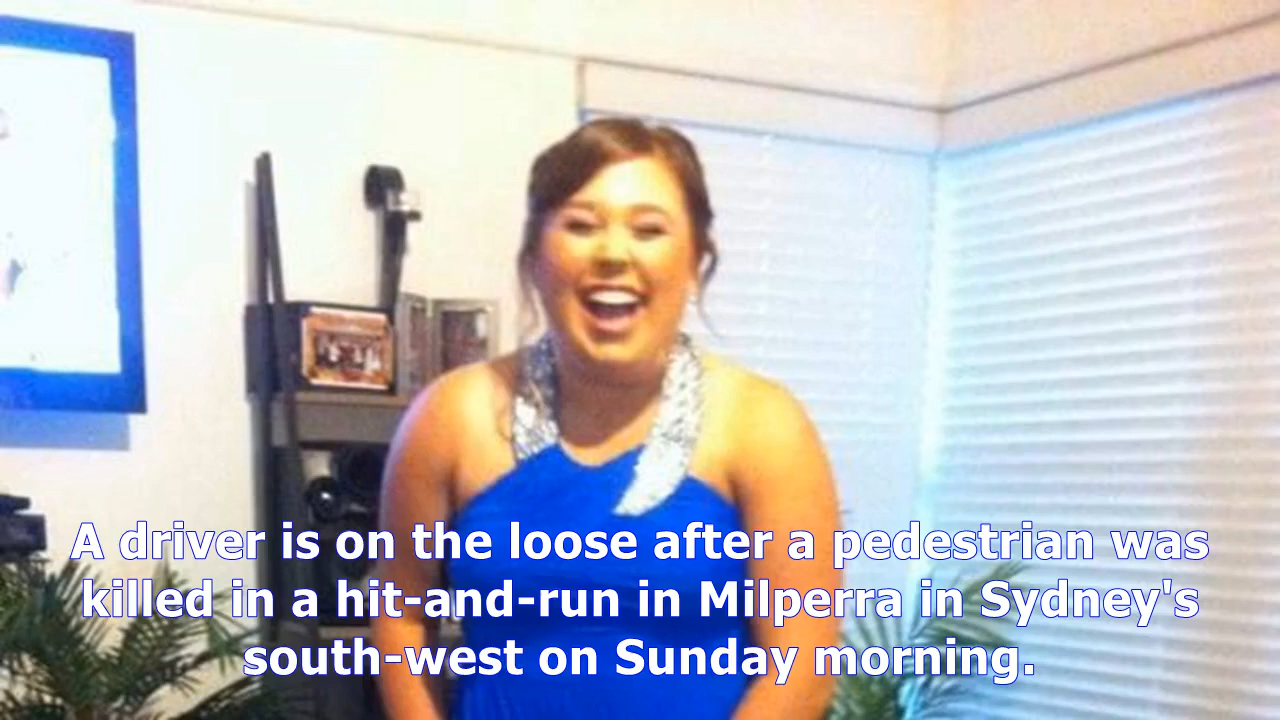 A driver is on the loose after a pedestrian was
killed in a hit-and-run in Milperra in Sydney's
south-west on Sunday morning.